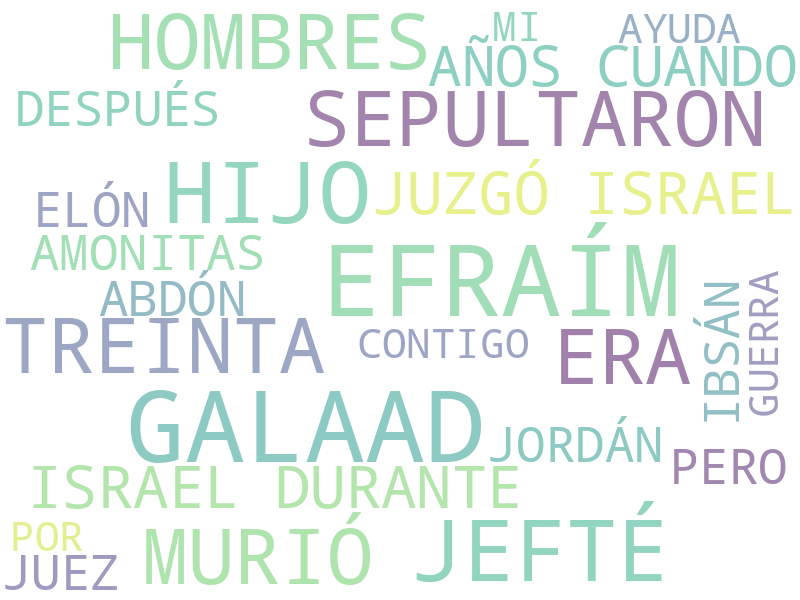 HOMBRES
MI
AYUDA
AÑOS CUANDO
DESPUÉS
SEPULTARON
HIJO
JUZGÓ ISRAEL
ELÓN
AMONITAS
EFRAÍM
ABDÓN
TREINTA
CONTIGO
ERA
IBSÁN
GUERRA
GALAAD
JORDÁN
PERO
ISRAEL DURANTE
POR
MURIÓ
JEFTÉ
JUEZ